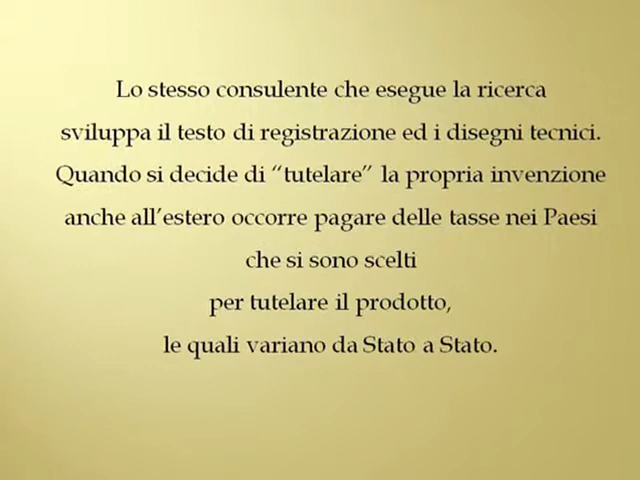 Lo stesso consulente che esegue la ricerca
sviluppa il testo di registrazione ed i disegni tecnici.
Quando si decide di “tutelare” la propria invenzione
anche all’estero occorre pagare delle tasse nei Paesi
che si sono scelti
per tutelare il prodotto,
le quali variano da Stato a Stato.